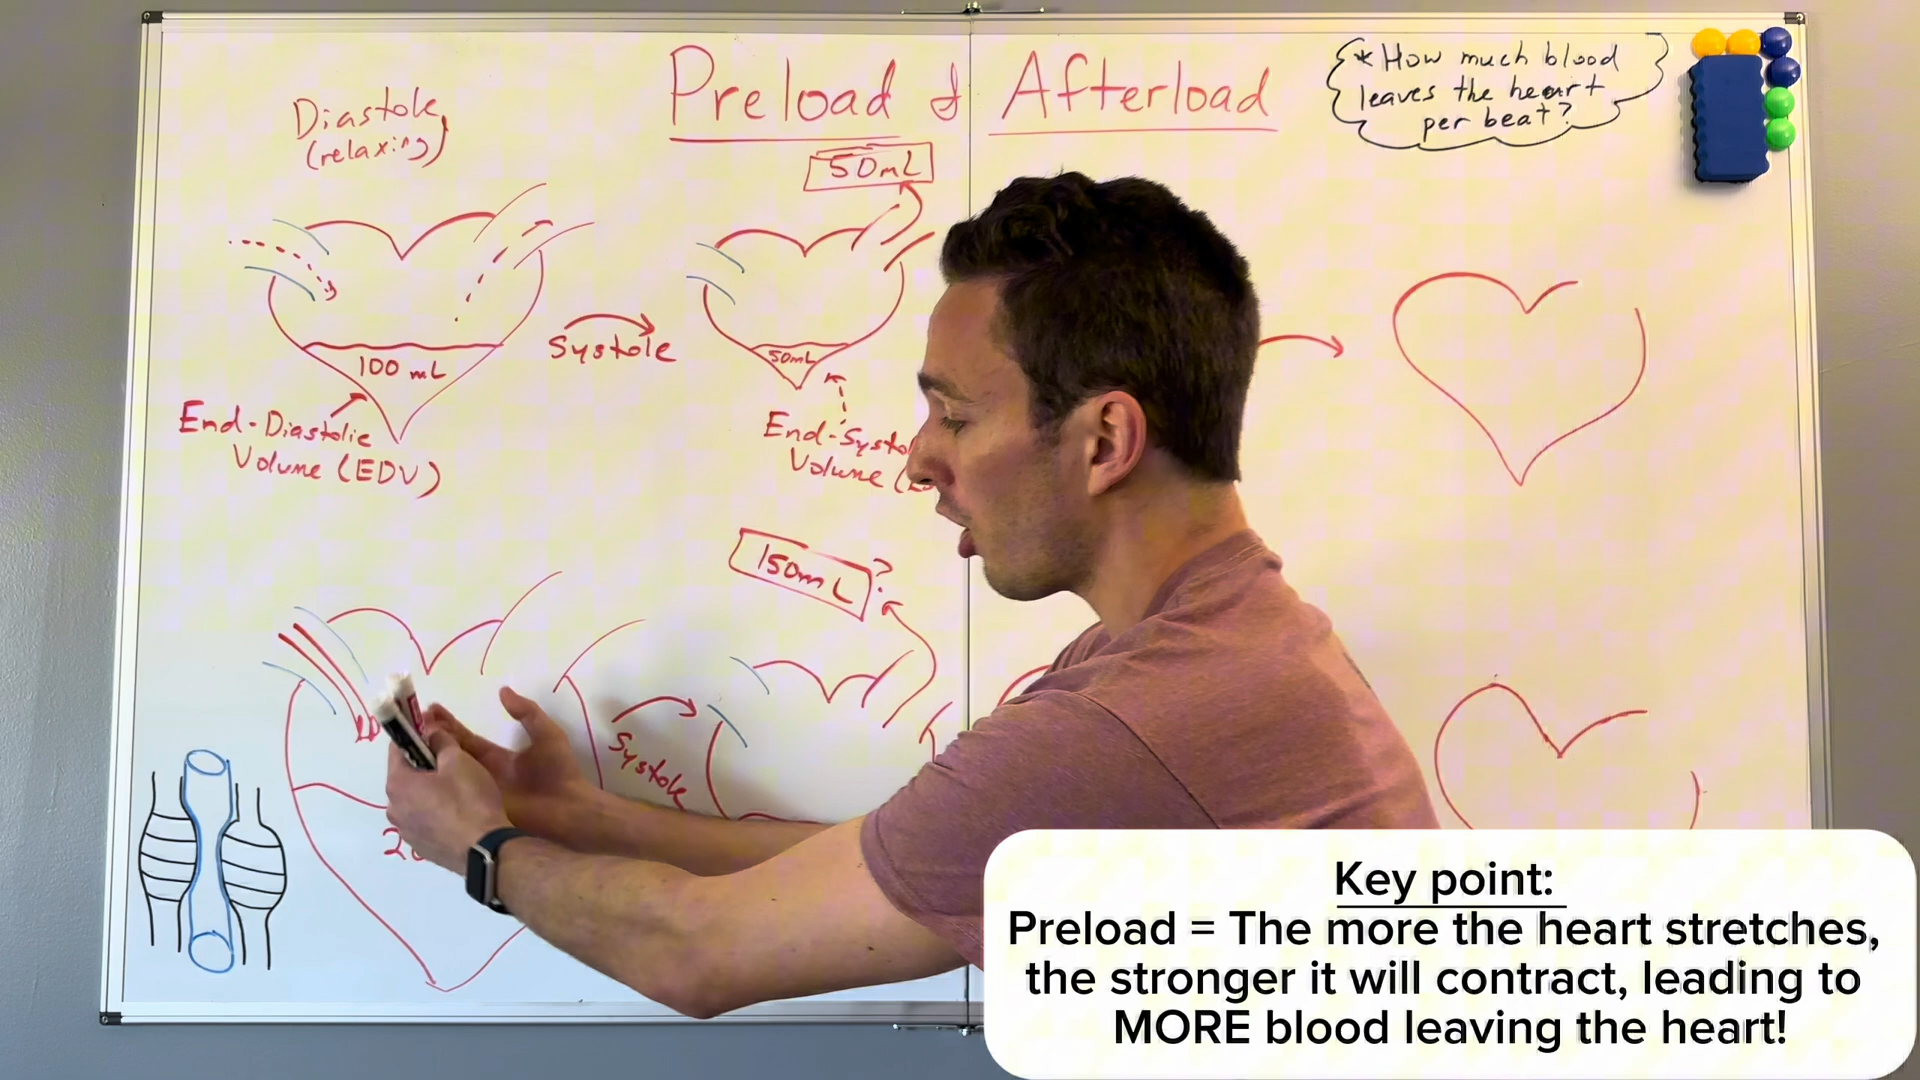 Preload & Afterload
*How much blood
leaves the heart
per beat?
Diastole
(relaxing)
50mL
100 mL
Systole
50mL
End-Diastolic
Volume (EDV)
End-Systol
Volume (
150mL ?
Systole
Key point:
Preload = The more the heart stretches,
the stronger it will contract, leading to
MORE blood leaving the heart!